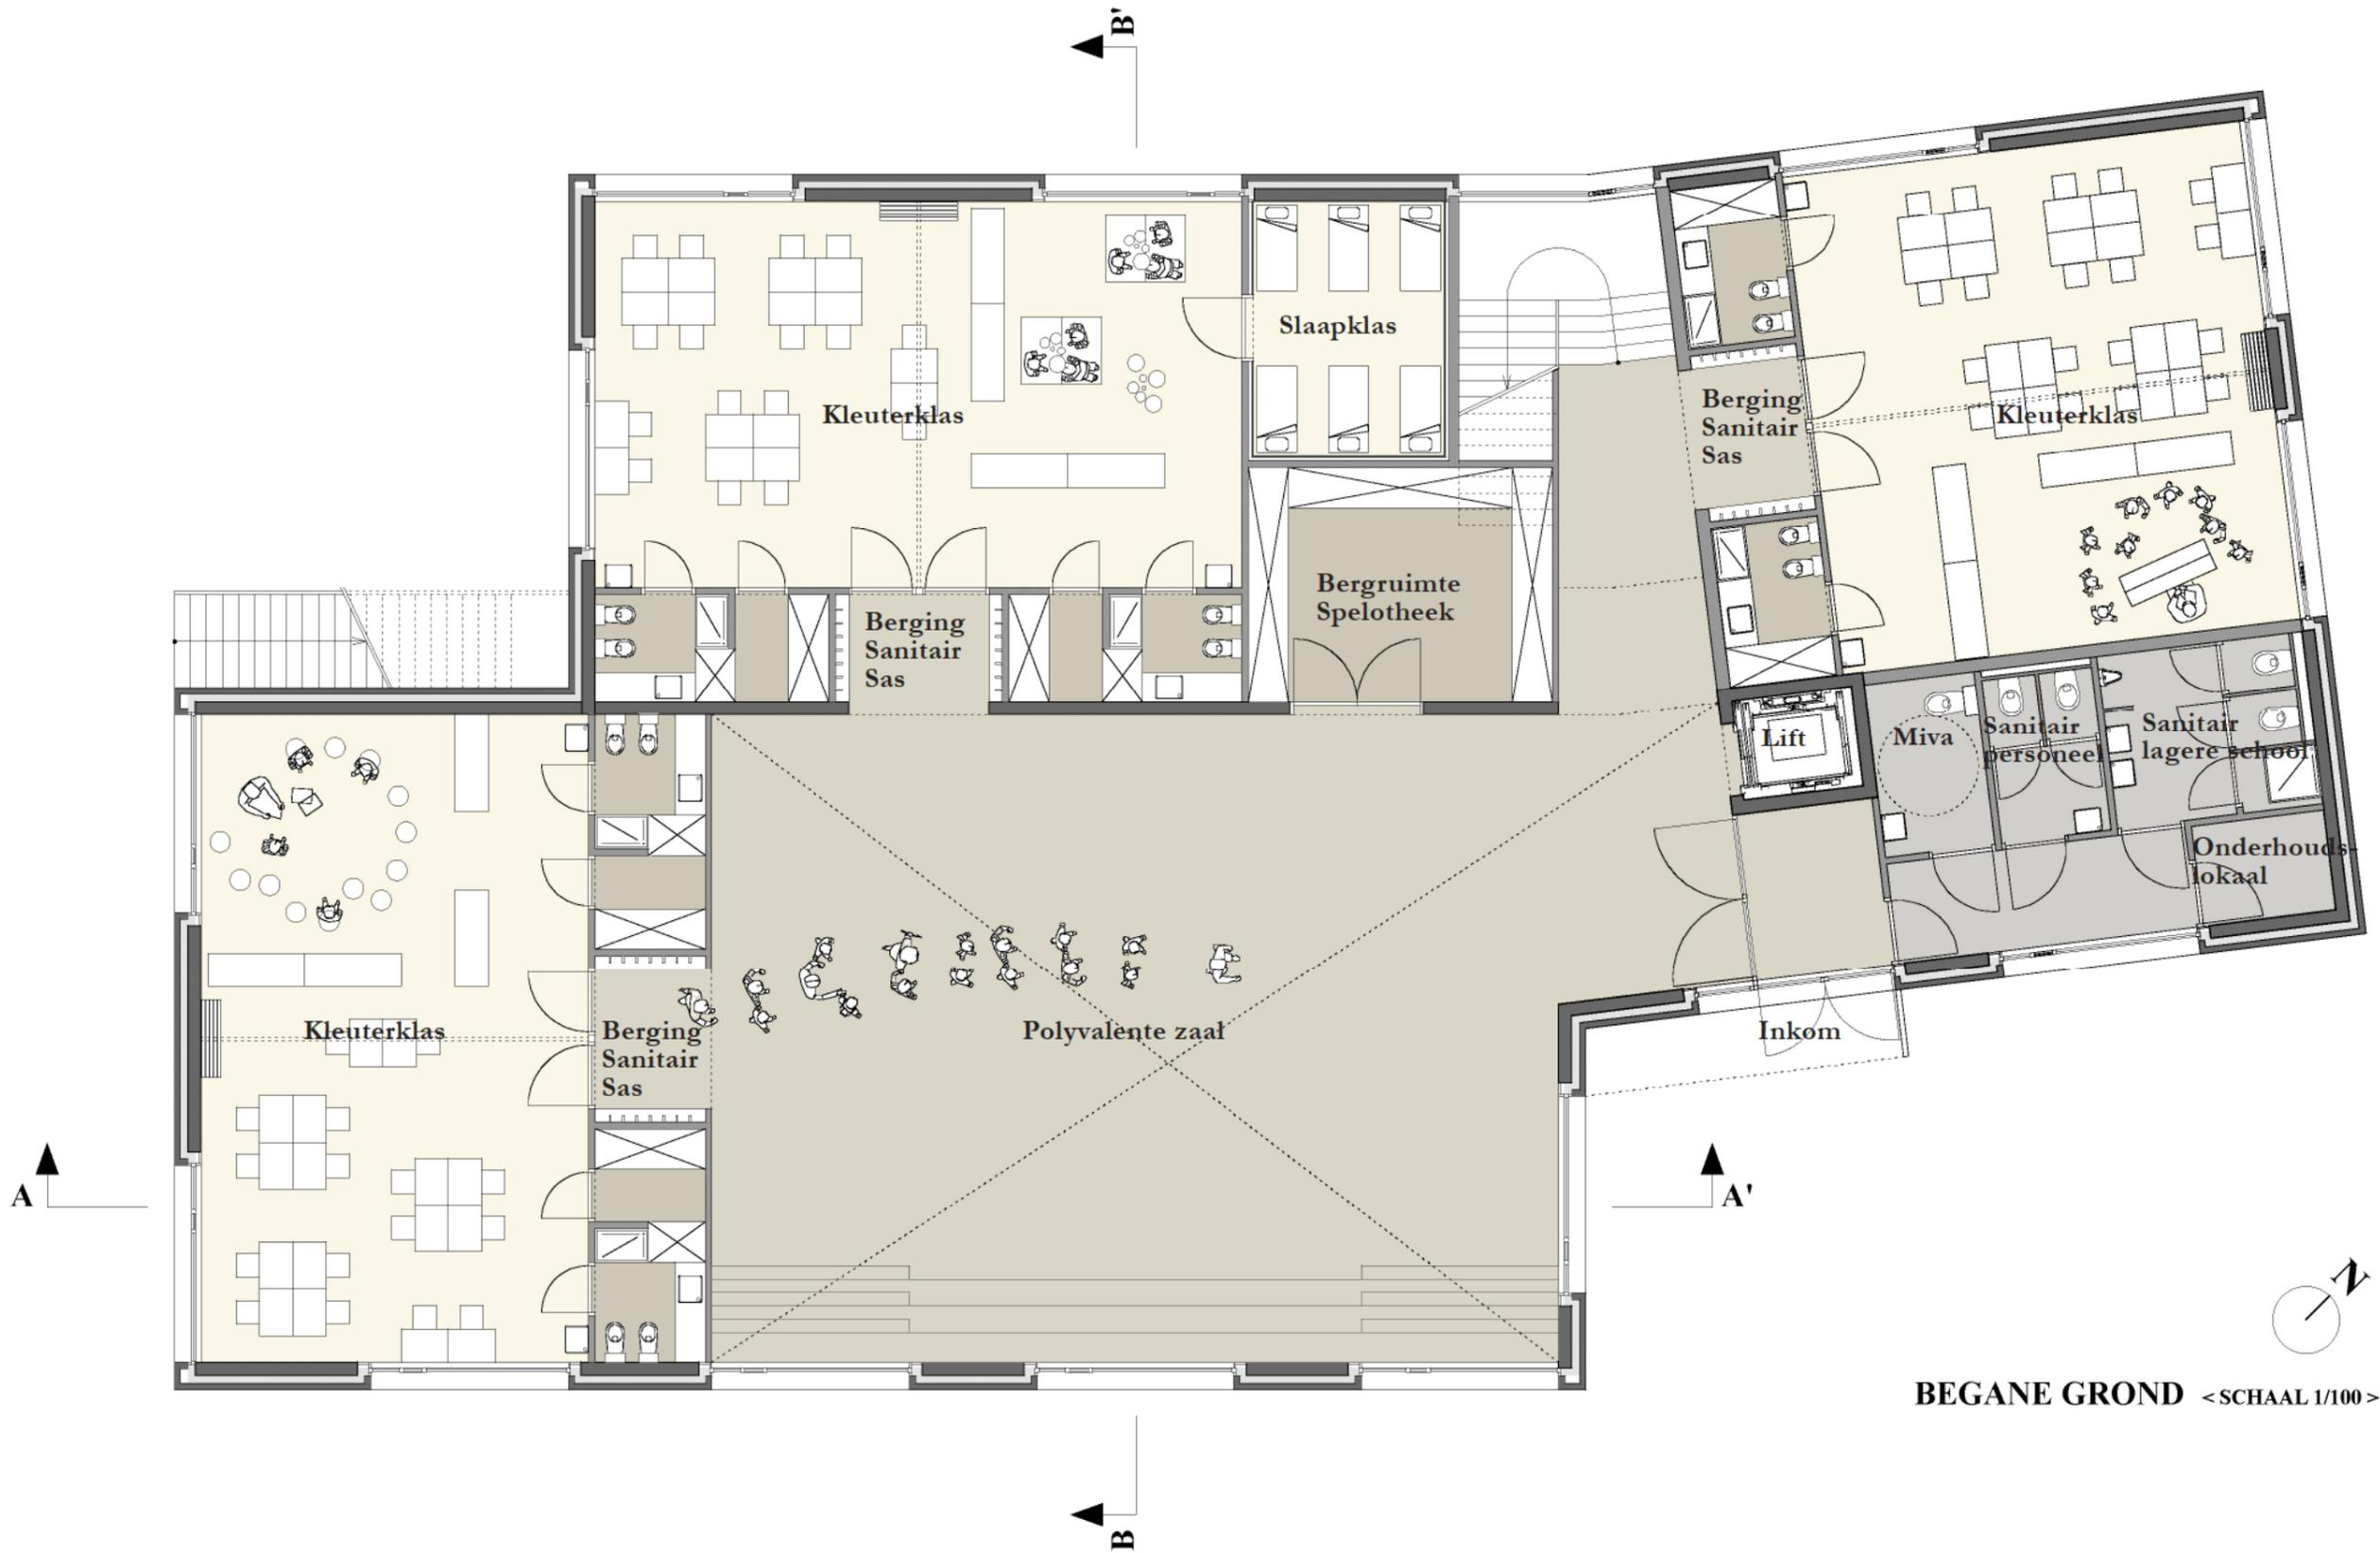 B'
Slaapklas
Kleuterklas
Berging
Sanitair
Sas
Kleuterklas
Bergruimte
Spelotheek
Berging
Sanitair
Sas
Lift
Miva
Sanitair
personeel
Sanitair
lagere school
Onderhouds-
lokaal
Kleuterklas
Berging
Sanitair
Sas
Polyvalente zaal
Inkom
A
A'
N
BEGANE GROND < SCHAAL 1/100 >
B